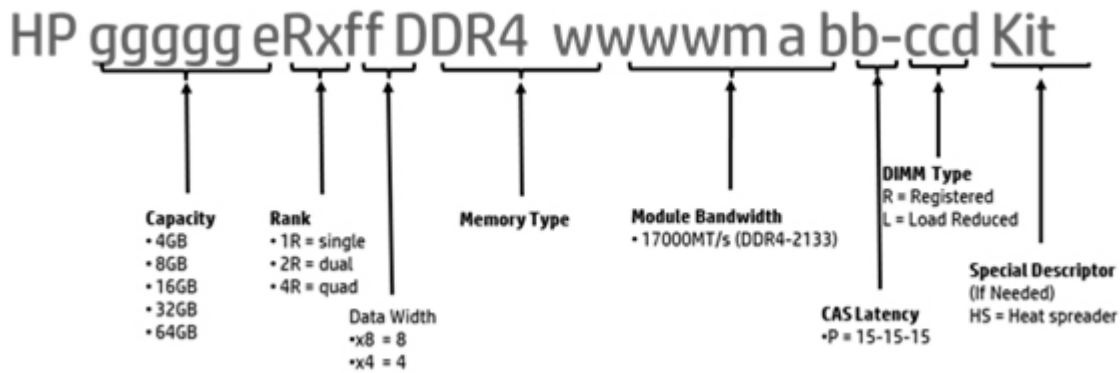 HP ggggg eRxff DDR4 wwwwm a bb-ccd Kit
Capacity
• 4GB
• 8GB
• 16GB
• 32GB
• 64GB
Rank
• 1R = single
• 2R = dual
• 4R = quad
Data Width
•x8 = 8
•x4 = 4
Memory Type
Module Bandwidth
• 17000MT/s (DDR4-2133)
CAS Latency
•P = 15-15-15
DIMM Type
R = Registered
L = Load Reduced
Special Descriptor
(If Needed)
HS = Heat spreader